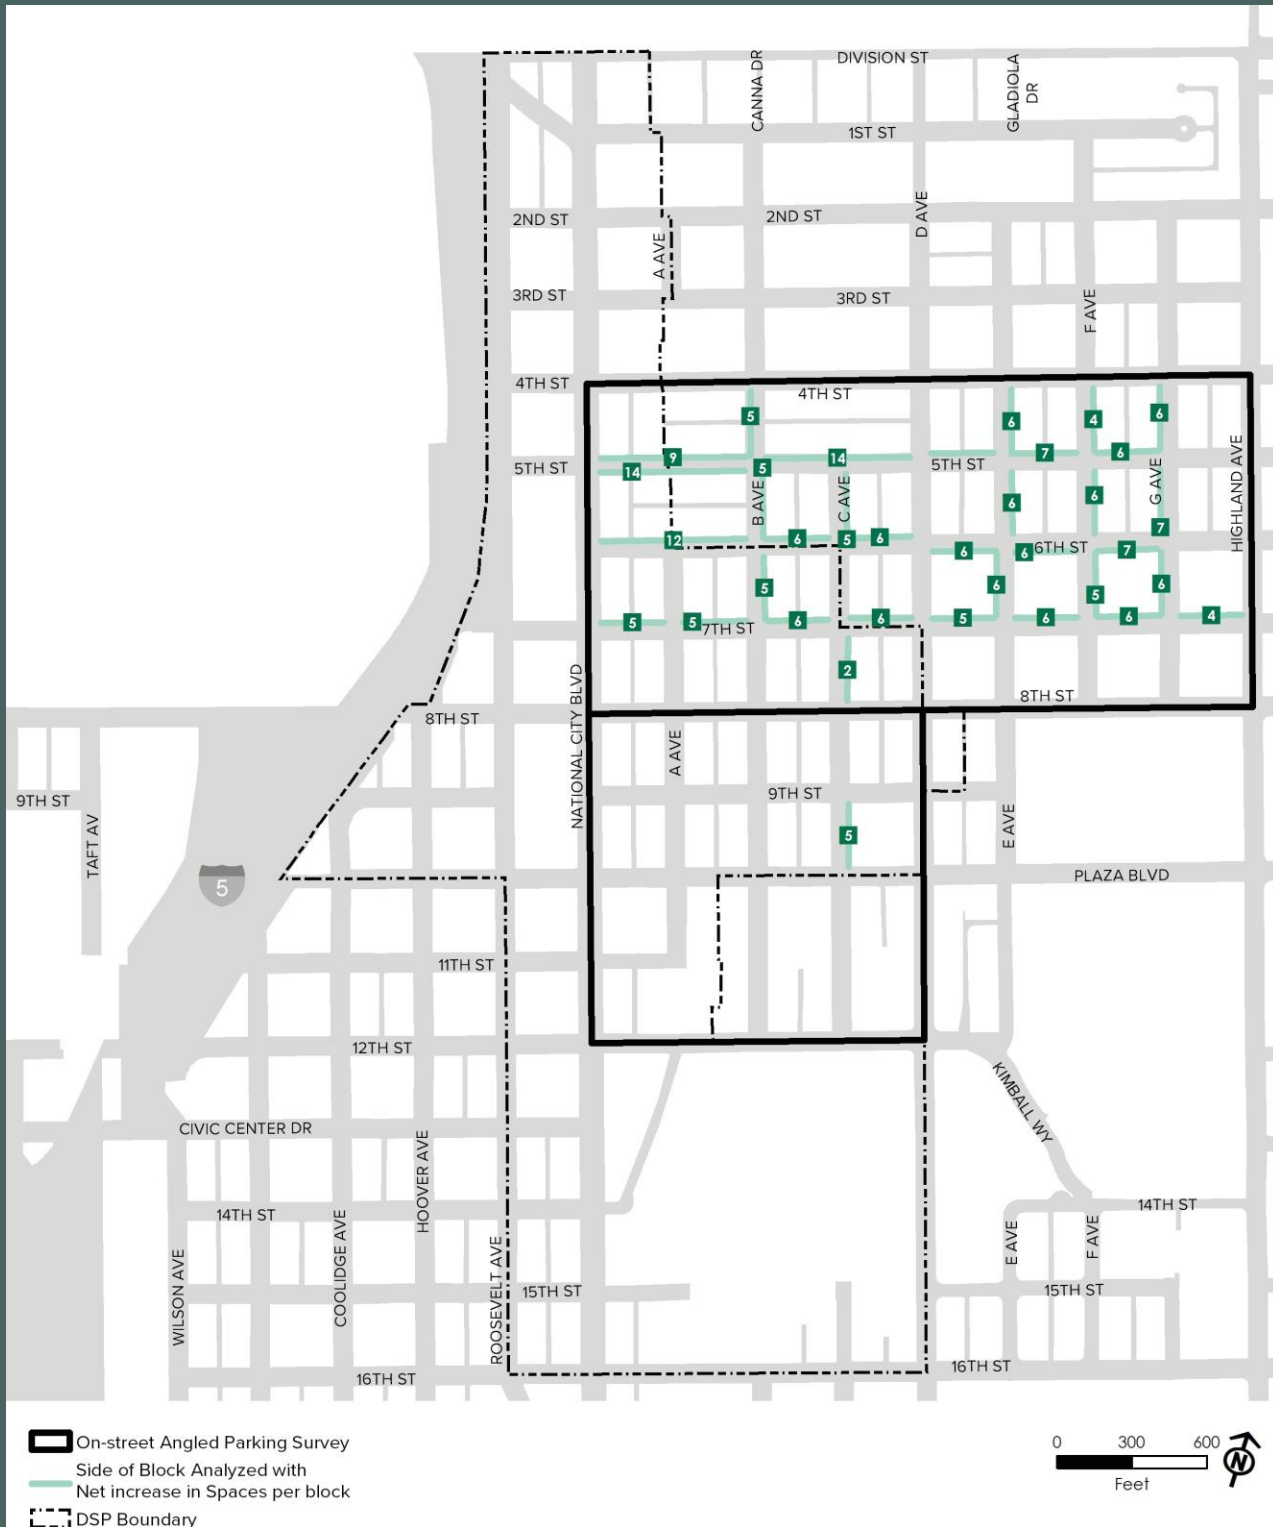 DIVISION ST
CANNA DR
GLADIOLA
DR
1ST ST
2ND ST
2ND ST
D AVE
A AVE
3RD ST
3RD ST
F AVE
4TH ST
4TH ST
5
6
4
6
9
14
7
6
5TH ST
14
5
5TH ST
B AVE
C AVE
G AVE
HIGHLAND AVE
6
6
7
12
6
5
6
6
6
6TH ST
7
5
6
5
6
5
5
7TH ST
6
6
5
6
6
4
2
NATIONAL CITY BLVD
8TH ST
8TH ST
A AVE
9TH ST
9TH ST
TAFT AV
5
E AVE
5
PLAZA BLVD
11TH ST
12TH ST
KIMBALL WY
CIVIC CENTER DR
HOOVER AVE
14TH ST
14TH ST
WILSON AVE
COOLIDGE AVE
ROOSEVELT AVE
E AVE
F AVE
15TH ST
15TH ST
16TH ST
16TH ST
On-street Angled Parking Survey
Side of Block Analyzed with
Net increase in Spaces per block
DSP Boundary
0 300 600
Feet
N